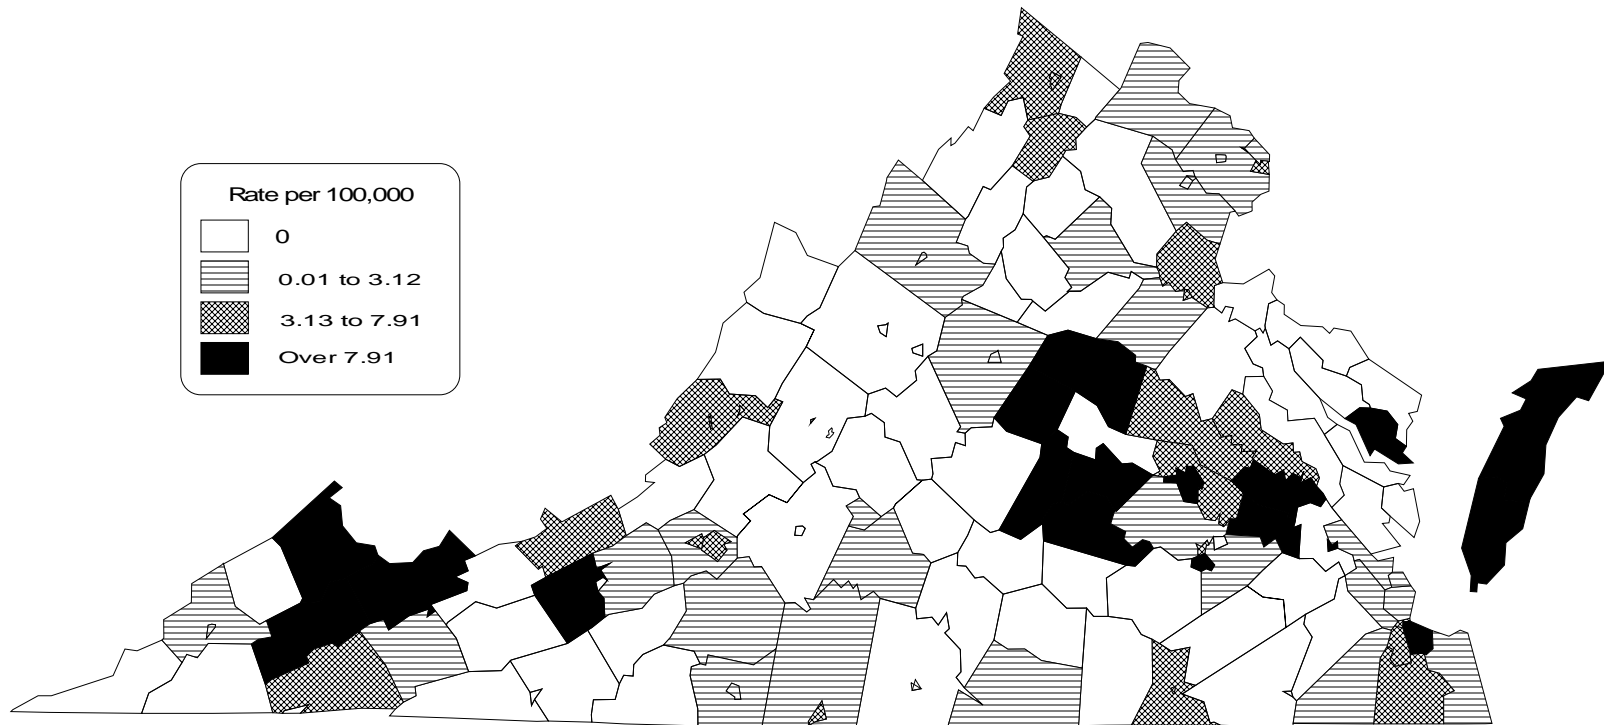 Rate per 100,000
0
0.01 to 3.12
3.13 to 7.91
Over 7.91